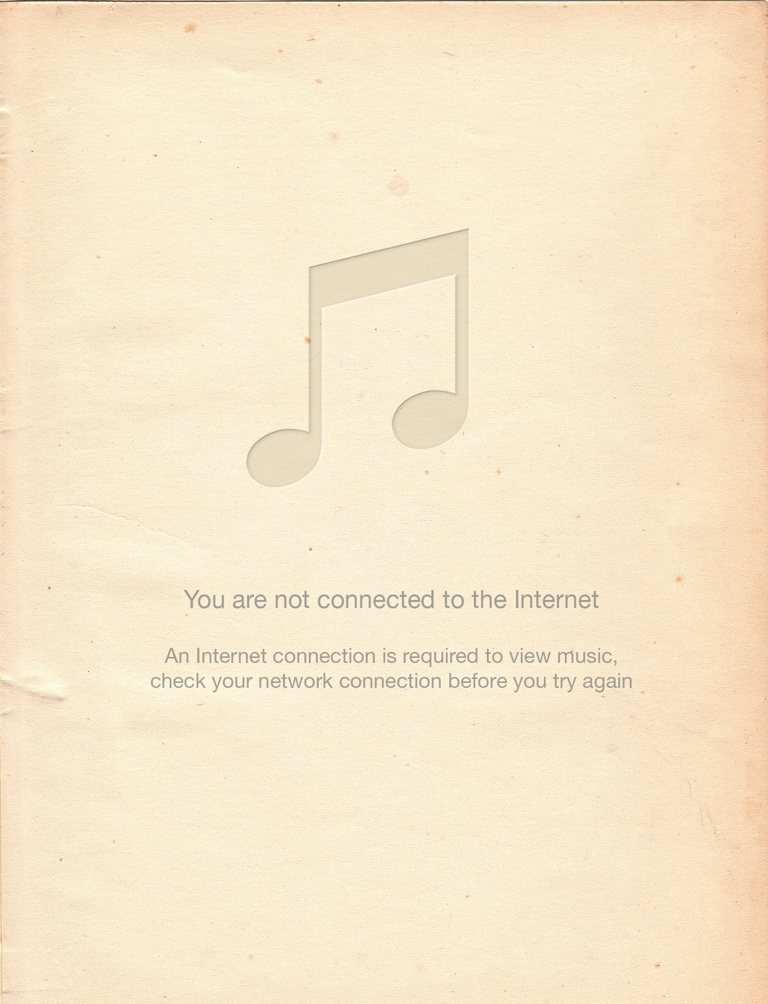 You are not connected to the Internet
An Internet connection is required to view music,
check your network connection before you try again